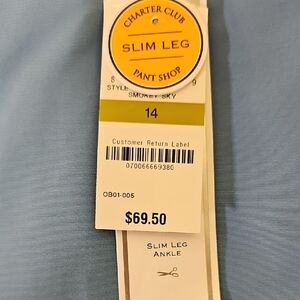 CHARTER CLUB
SLIM LEG
PANT SHOP
STYLE
SMOKEY SKY
14
Customer Return Label
070066669380
OB01-005
$69.50
SLIM LEG
ANKLE